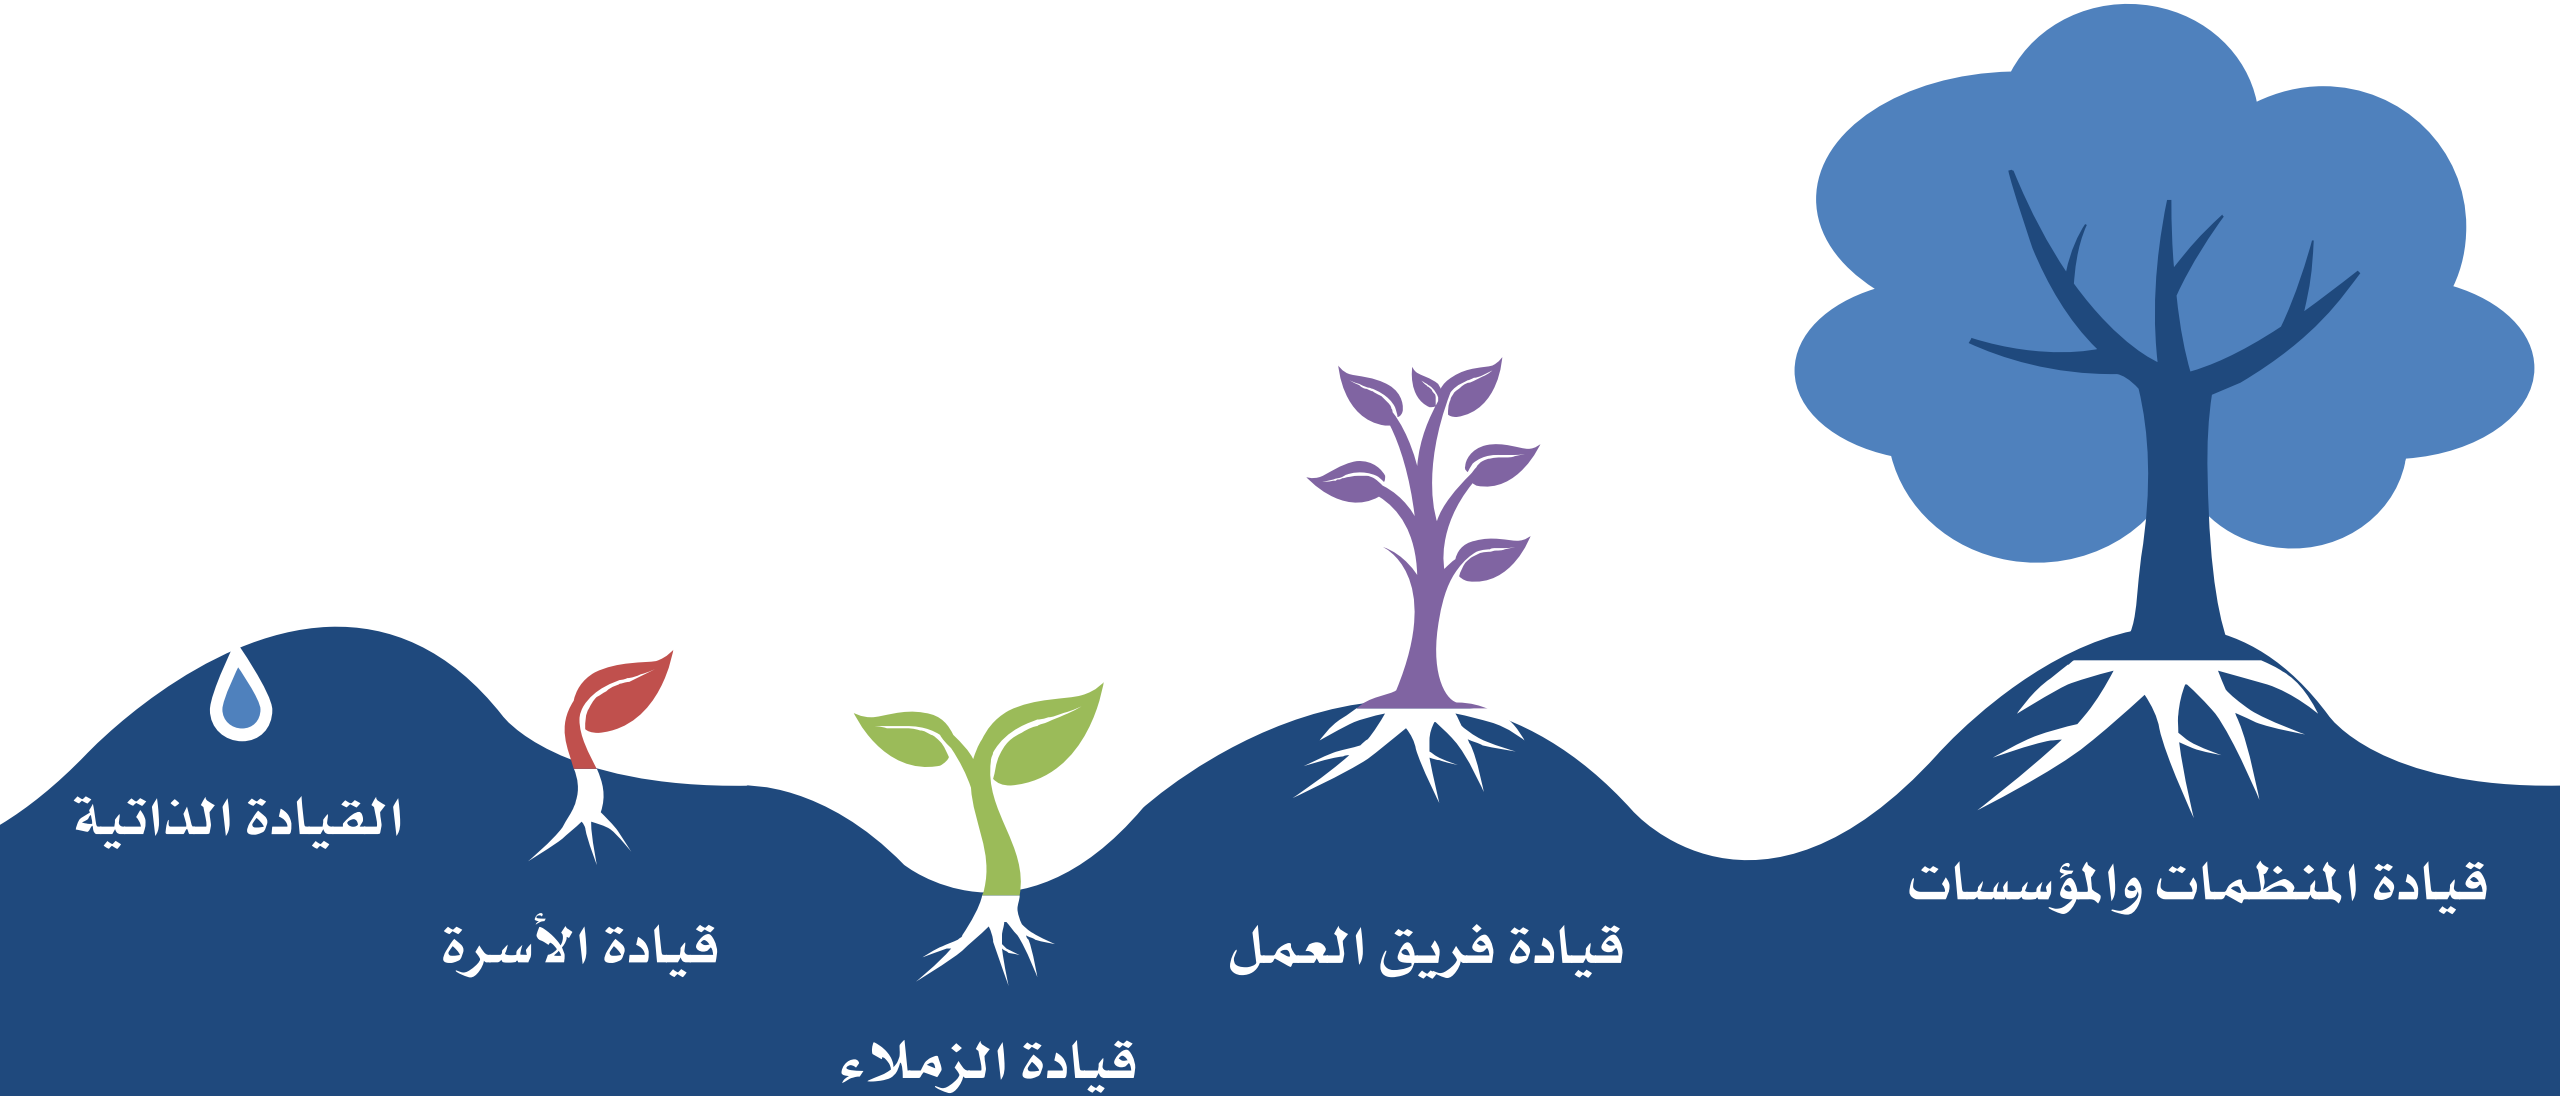 القيادة الذاتية
قيادة الأسرة
قيادة الزملاء
قيادة فريق العمل
قيادة المنظمات والمؤسسات